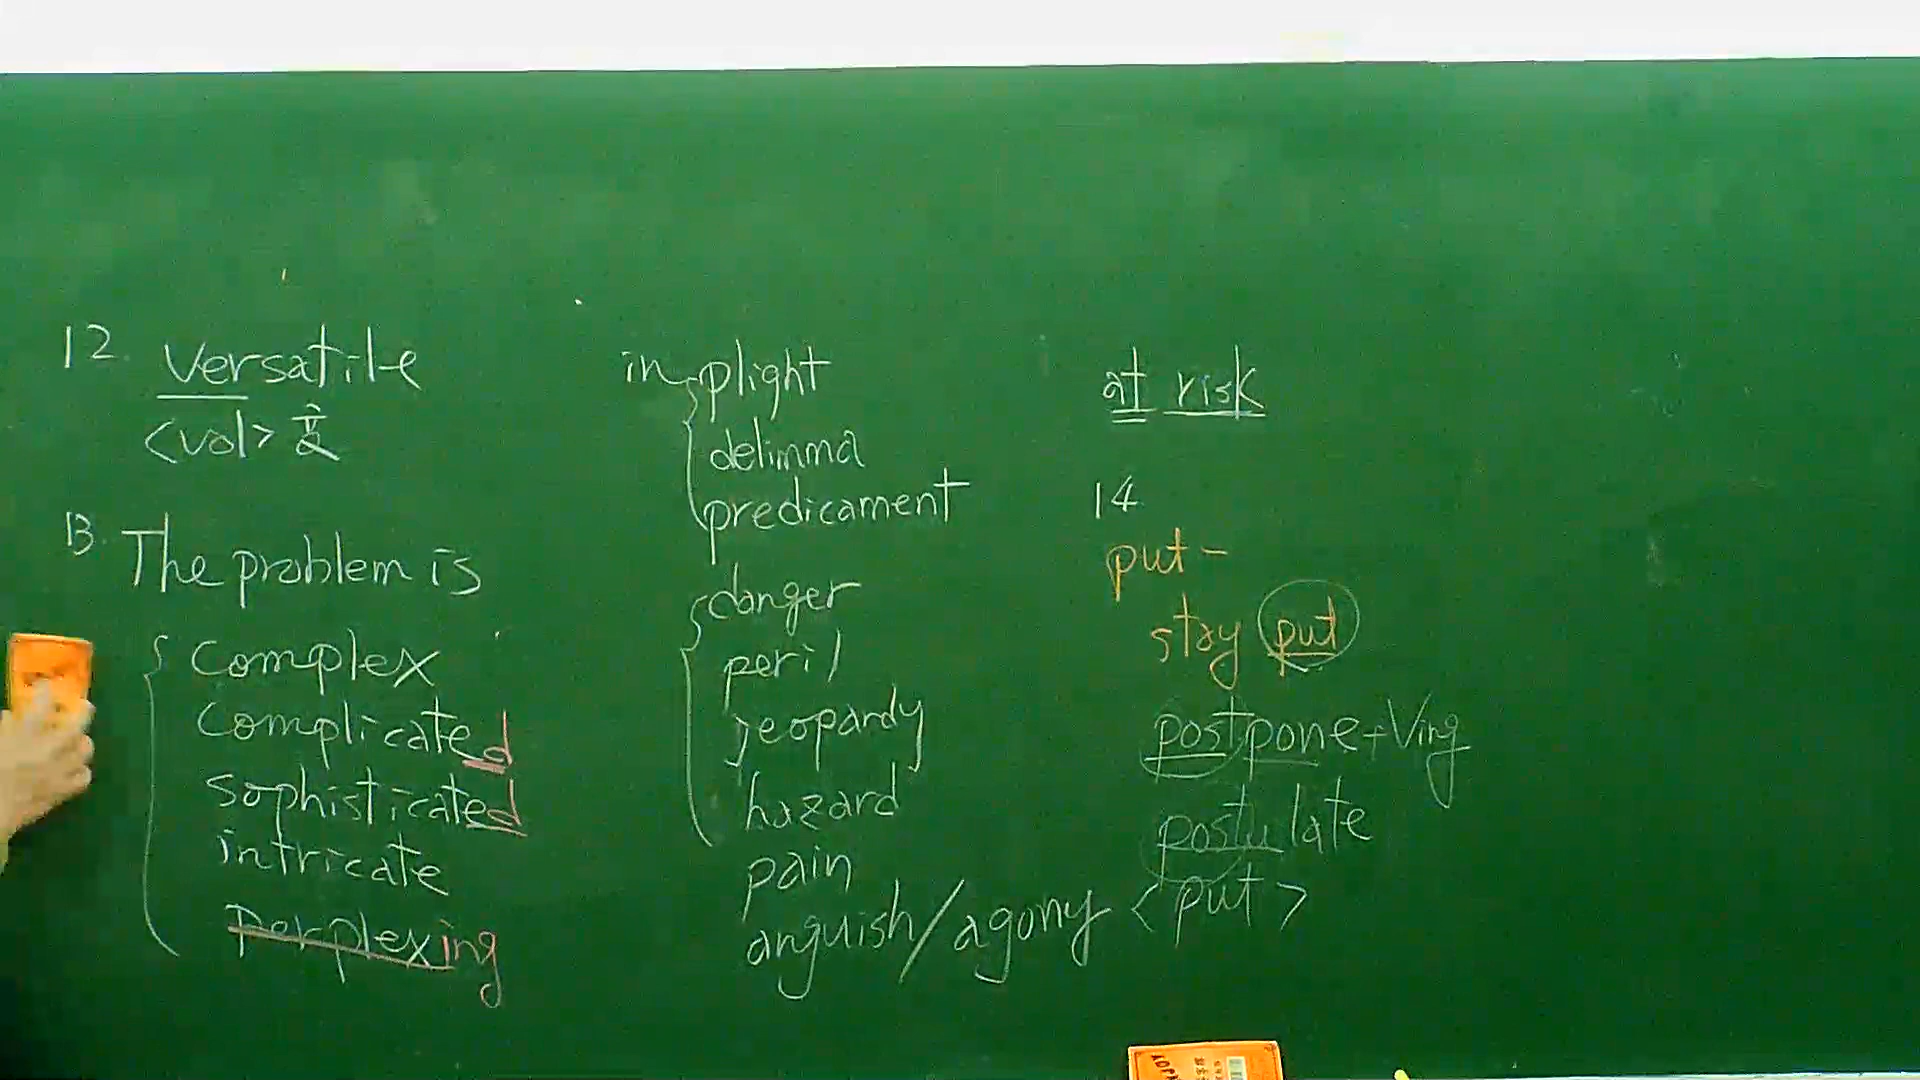 12. versatile
<vol> 意
13. The problem is
complex
complicated
sophisticated
intricate
perplexing
in plight
delimma
predicament
danger
peril
jeopardy
hazard
pain
anguish/agony
at risk
14
put-
stay put
postpone+Ving
postulate
<put>